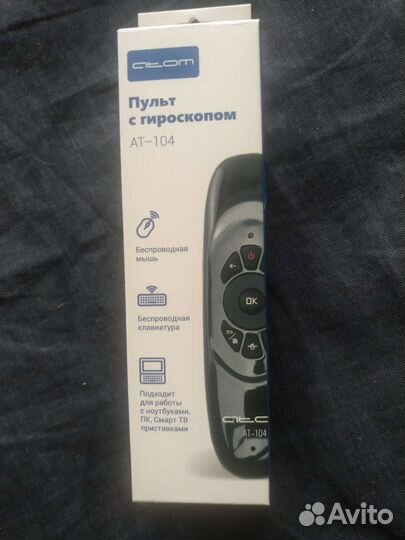 atom
Пульт
с гироскопом
AT-104
Беспроводная
мышь
Беспроводная
клавиатура
Подходит
для работы
с ноутбуками,
ПК, Смарт ТВ
приставками
OK
atom
AT-104
Avito